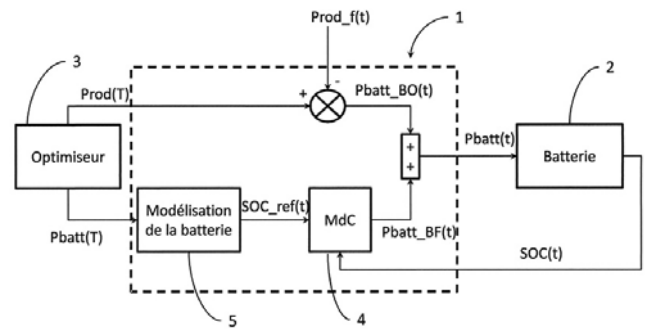 Prod_f(t)
1
3
2
Prod(T)
+
-
Pbatt_BO(t)
Optimiseur
+
+
Pbatt(t)
Batterie
Modélisation
de la batterie
SOC_ref(t)
MdC
Pbatt(T)
Pbatt_BF(t)
SOC(t)
5
4